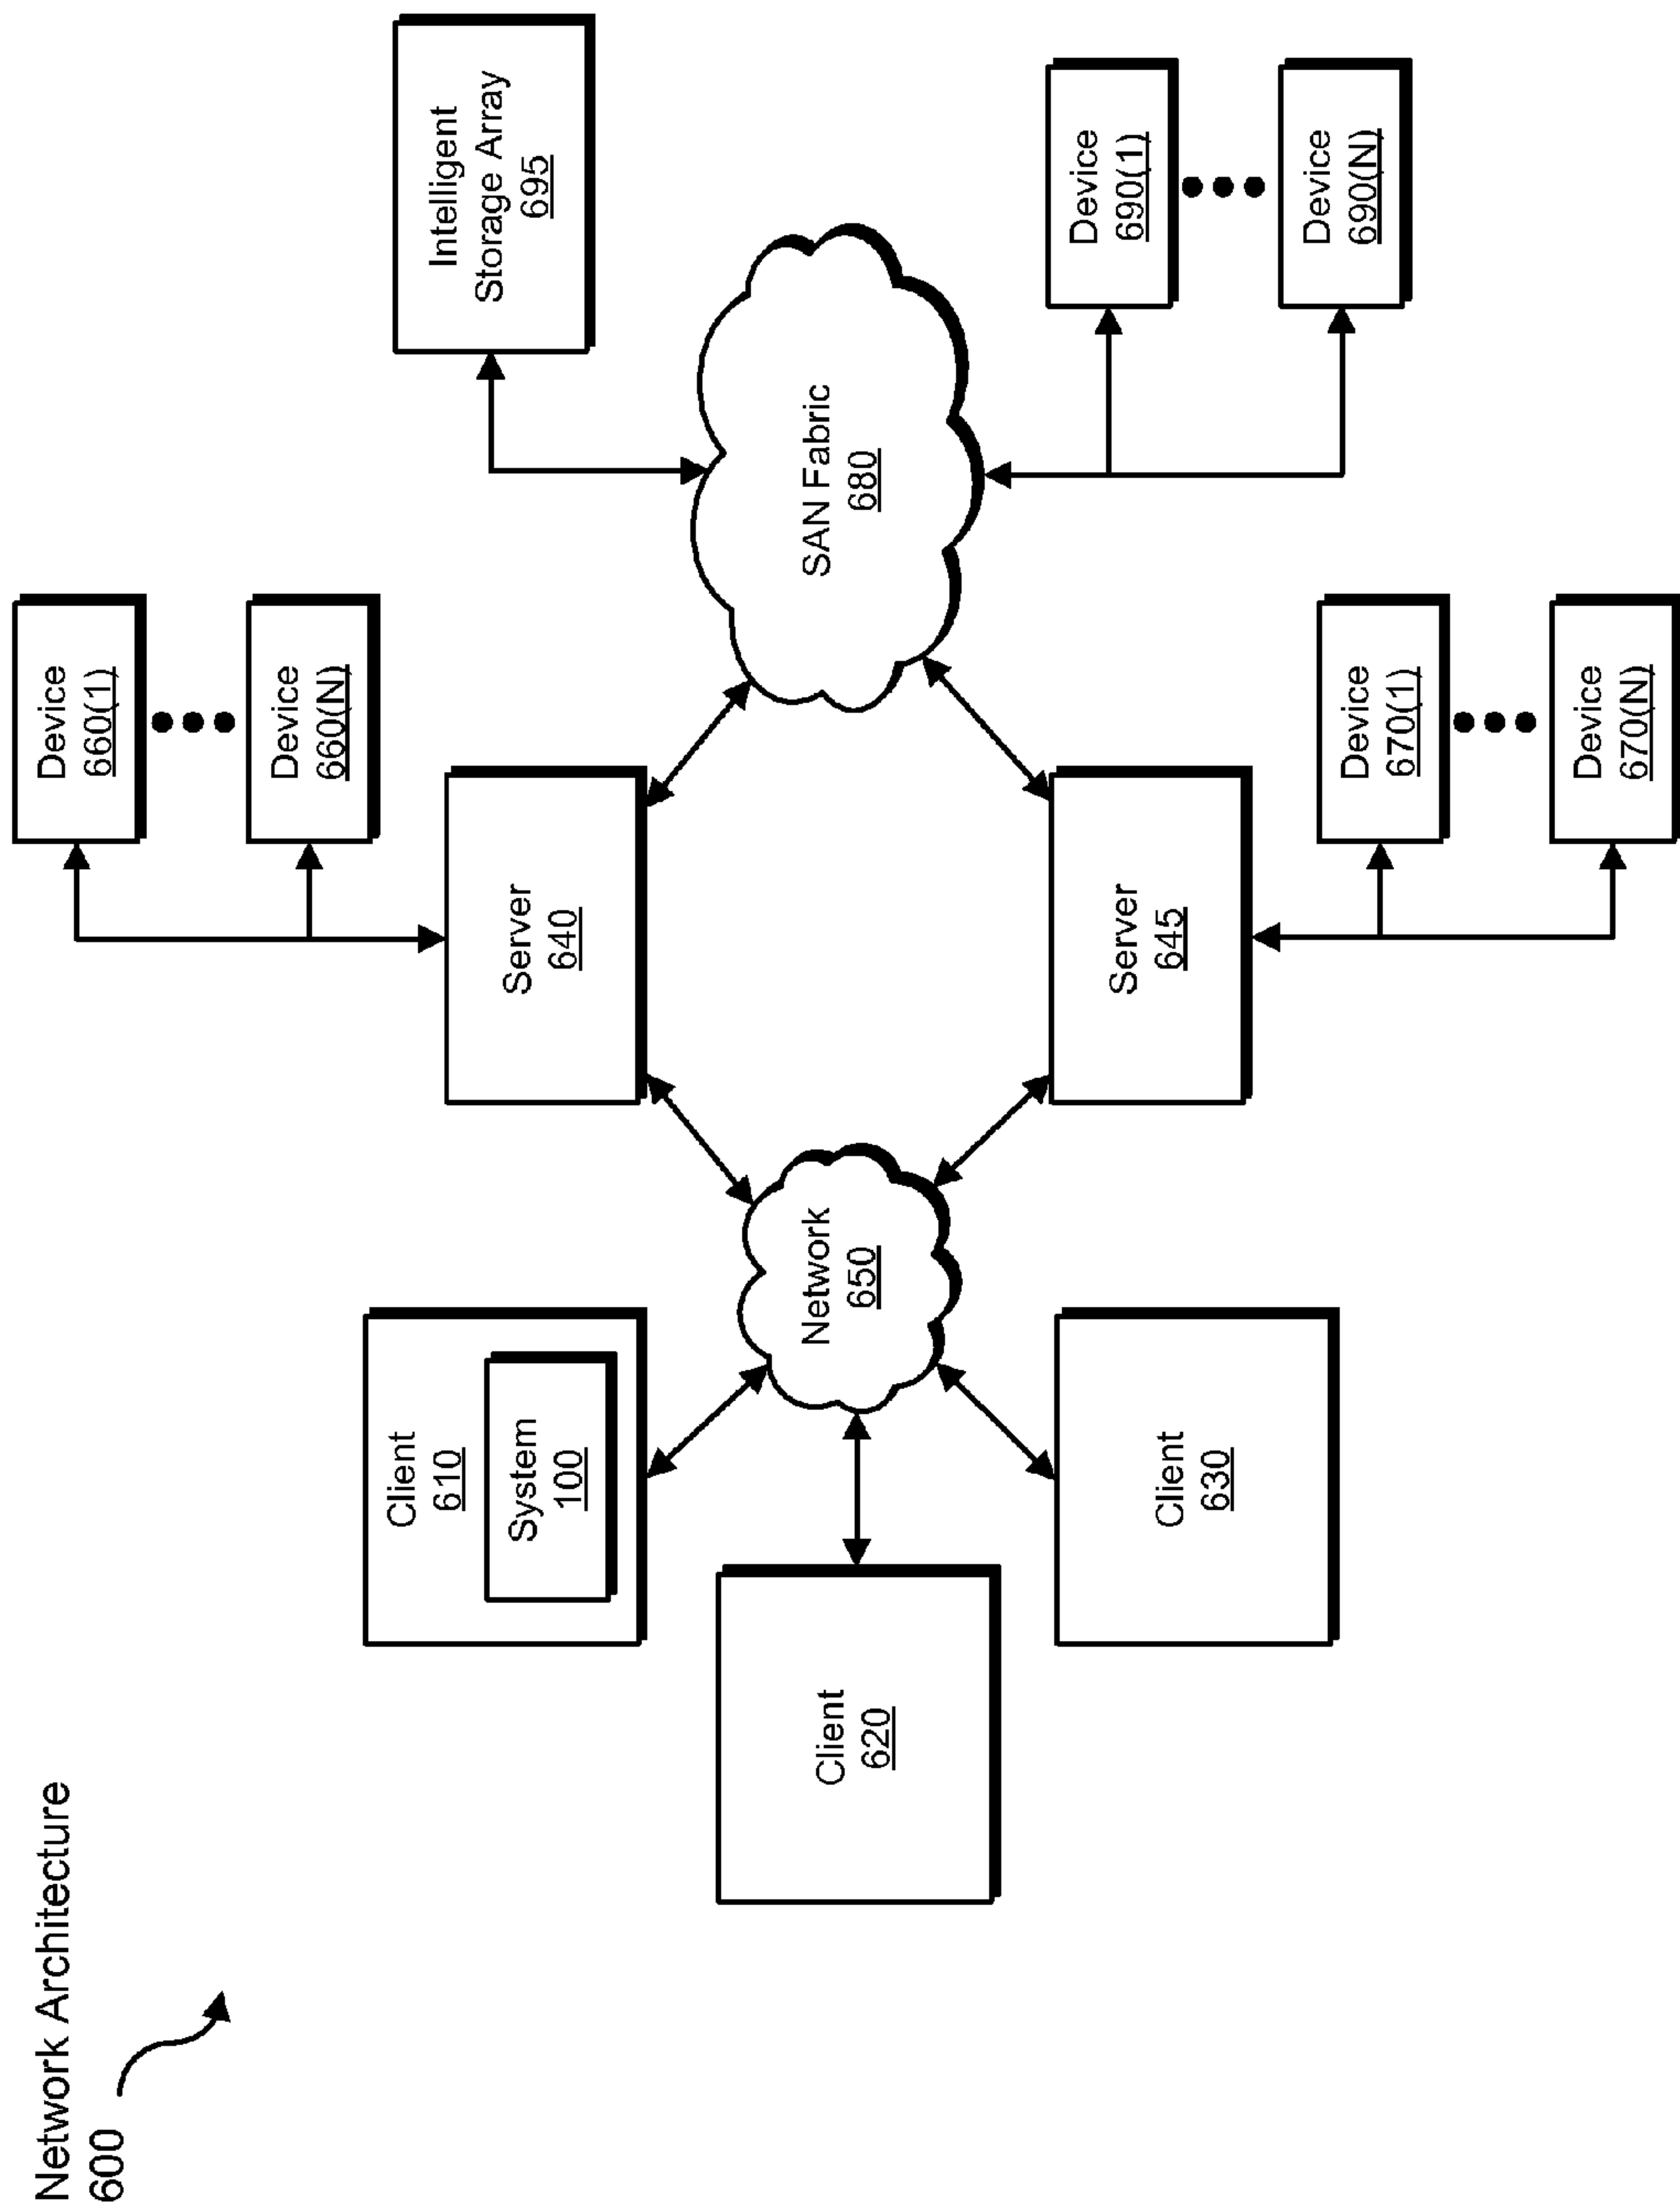 Network Architecture
600
Client
610
System
100
Client
620
Client
630
Network
650
Server
640
Server
645
Device
660(1)
Device
660(N)
Device
670(1)
Device
670(N)
SAN Fabric
680
Intelligent
Storage Array
695
Device
690(1)
Device
690(N)